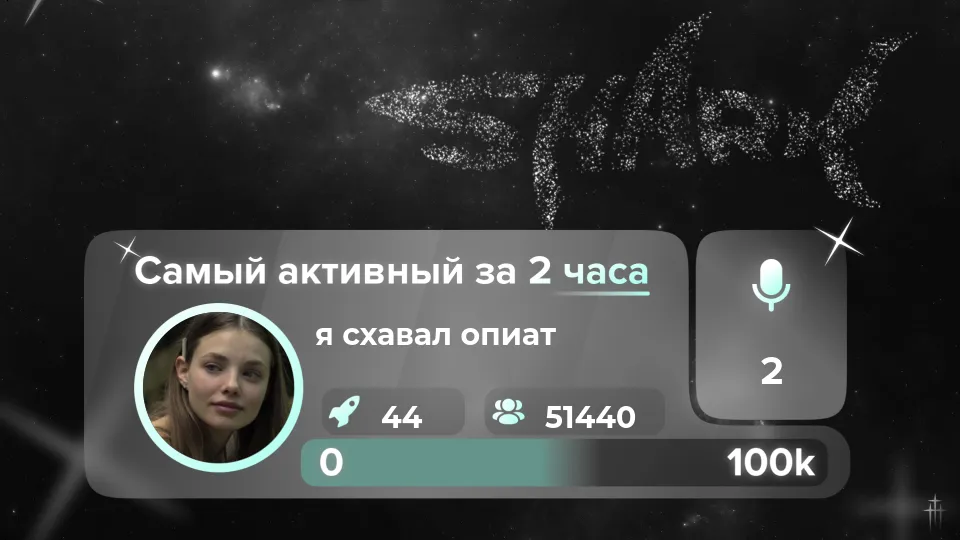 SHARK
Самый активный за 2 часа
я схавал опиат
44
51440
2
0
100k